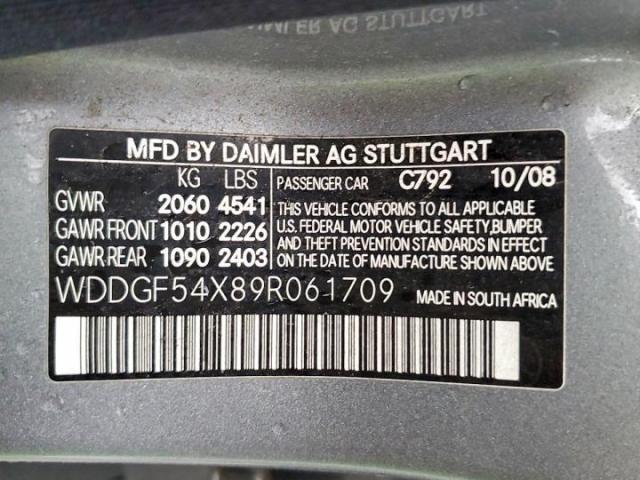 MFD BY DAIMLER AG STUTTGART
KG LBS
GVWR 2060 4541
GAWR FRONT 1010 2226
GAWR REAR 1090 2403
PASSENGER CAR C792 10/08
THIS VEHICLE CONFORMS TO ALL APPLICABLE
U.S. FEDERAL MOTOR VEHICLE SAFETY,BUMPER
AND THEFT PREVENTION STANDARDS IN EFFECT
ON THE DATE OF MANUFACTURE SHOWN ABOVE
WDDGF54X89R061709 MADE IN SOUTH AFRICA